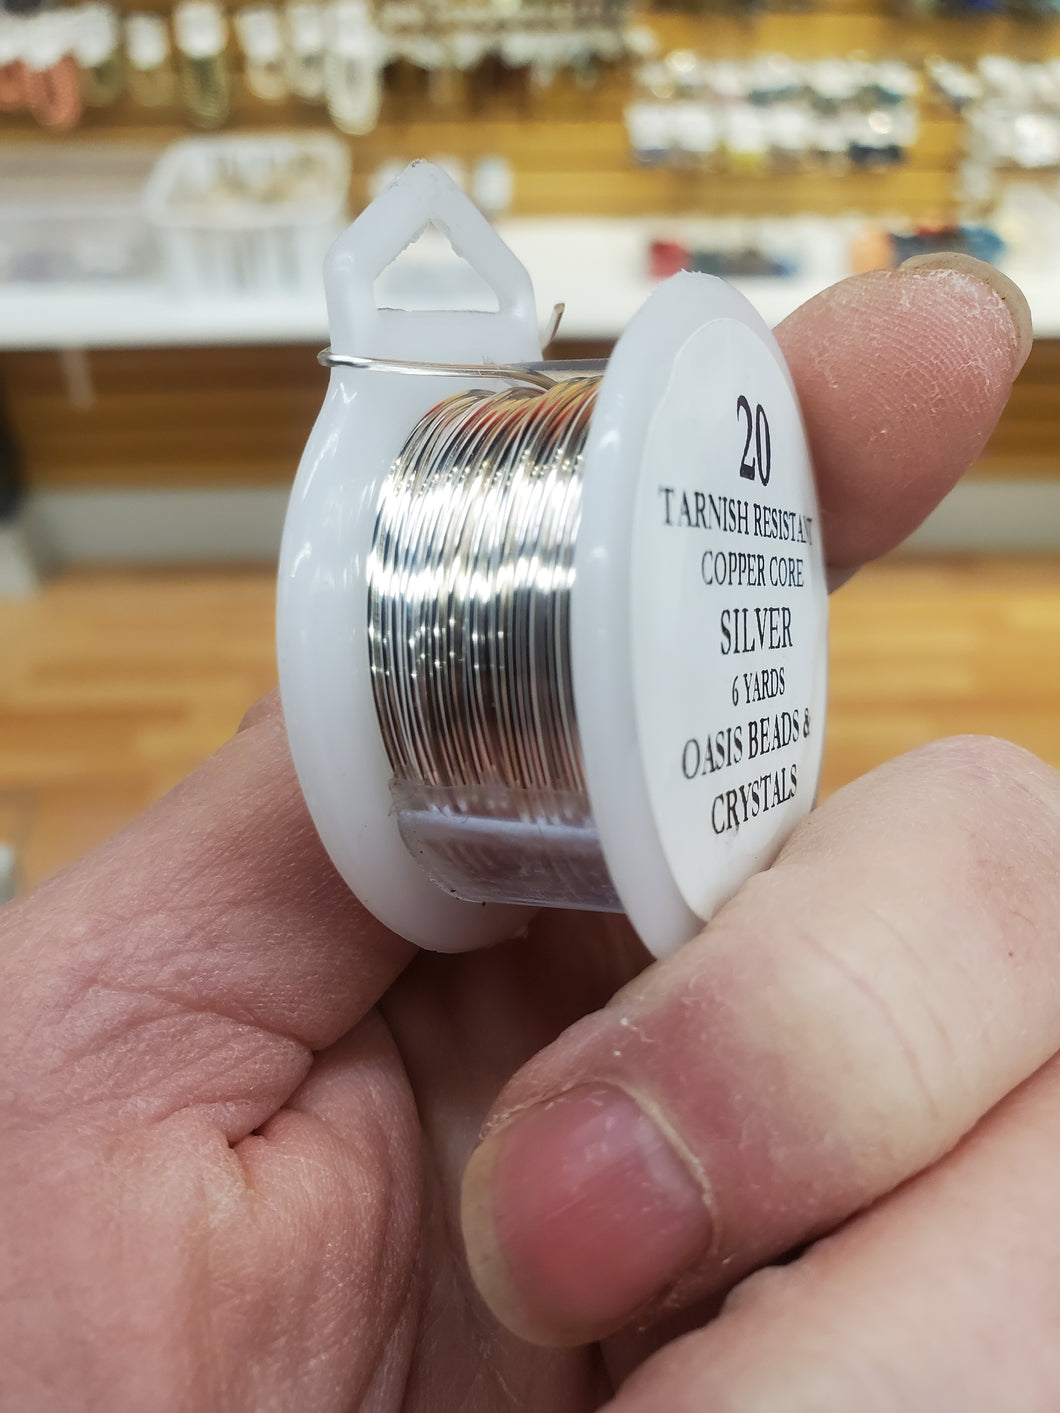 20
TARNISH RESISTANT
COPPER CORE
SILVER
6 YARDS
OASIS BEADS &
CRYSTALS